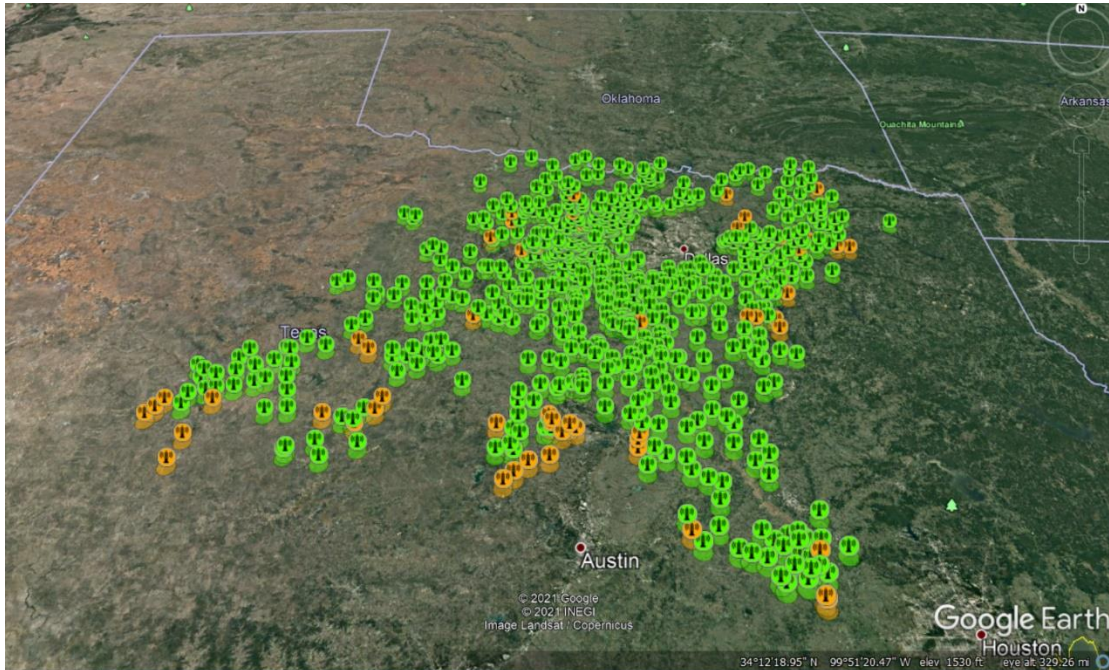 N
Oklahoma
Arkansas
Ouachita Mountains
Dallas
Texas
Austin
© 2021 Google
© 2021 INEGI
Image Landsat / Copernicus
Google Earth
Houston
34°12'18.95" N 99°51'20.47" W elev 1530 ft eye alt 329.26 mi